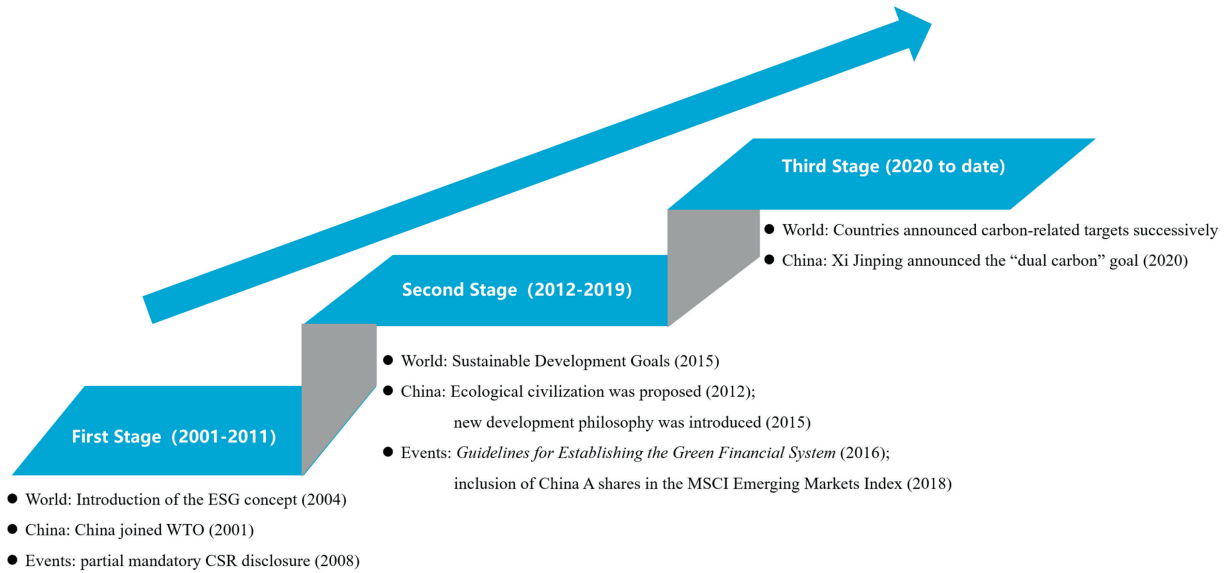 First Stage (2001-2011)
● World: Introduction of the ESG concept (2004)
● China: China joined WTO (2001)
● Events: partial mandatory CSR disclosure (2008)
Second Stage (2012-2019)
● World: Sustainable Development Goals (2015)
● China: Ecological civilization was proposed (2012);
new development philosophy was introduced (2015)
● Events: Guidelines for Establishing the Green Financial System (2016);
inclusion of China A shares in the MSCI Emerging Markets Index (2018)
Third Stage (2020 to date)
● World: Countries announced carbon-related targets successively
● China: Xi Jinping announced the “dual carbon” goal (2020)